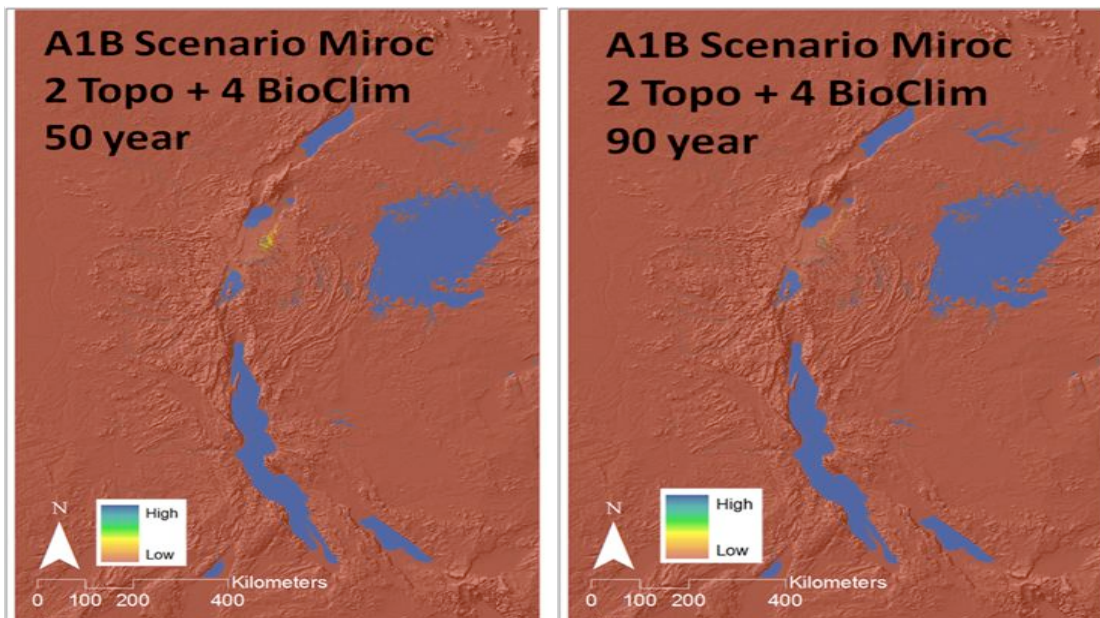 A1B Scenario Miroc
2 Topo + 4 BioClim
50 year
N
High
Low
Kilometers
0 100 200 400
A1B Scenario Miroc
2 Topo + 4 BioClim
90 year
N
High
Low
Kilometers
0 100 200 400